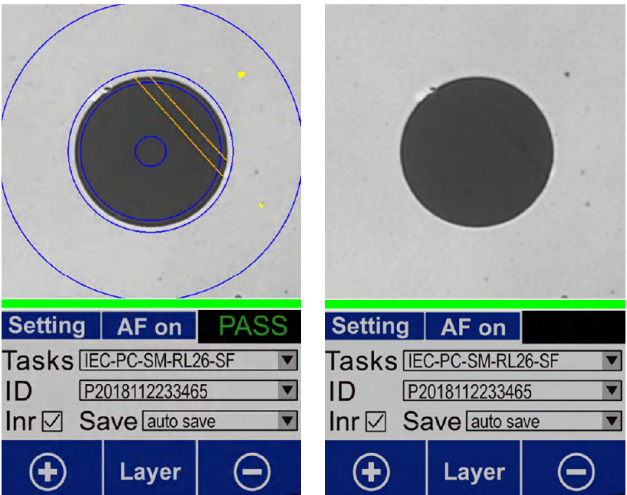 Setting AF on PASS
Tasks IEC-PC-SM-RL26-SF
ID P2018112233465
Inr Save auto save
Layer
Setting AF on
Tasks IEC-PC-SM-RL26-SF
ID P2018112233465
Inr Save auto save
Layer